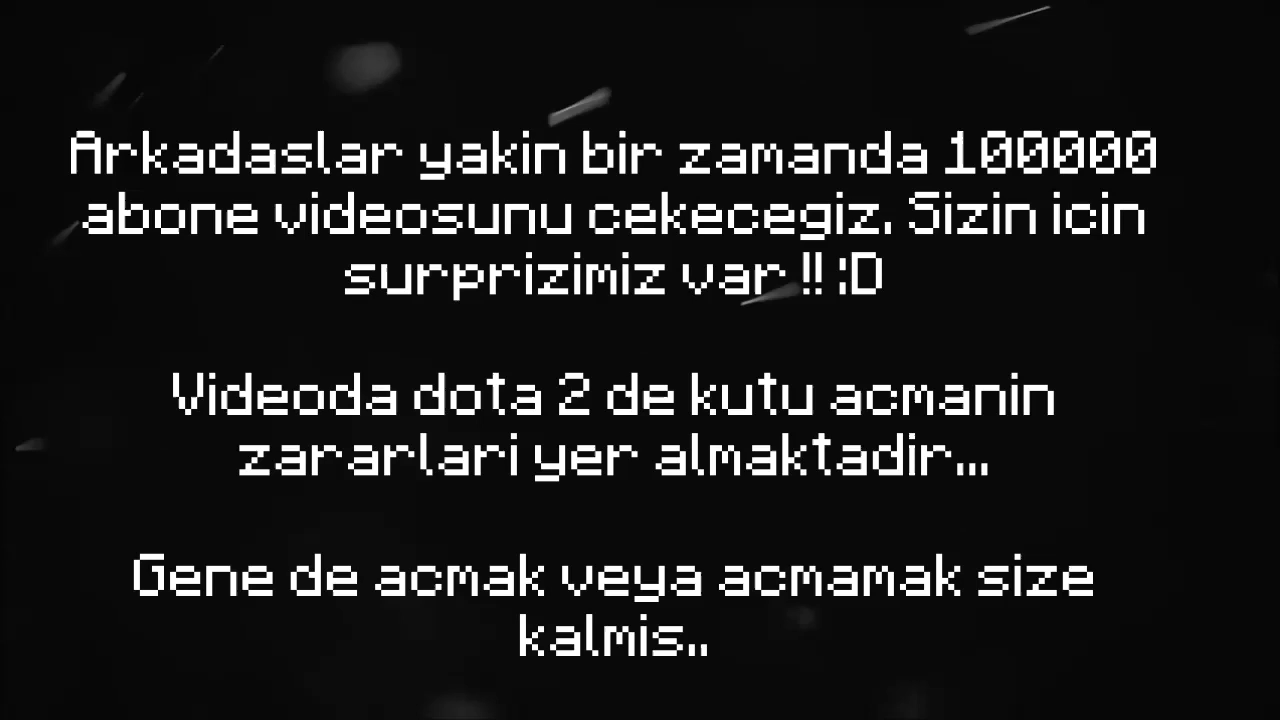 Arkadaslar yakin bir zamanda 100000
abone videosunu cekecegiz. Sizin icin
surprizimiz var !! :D
Videoda dota 2 de kutu acmanin
zararlari yer almaktadir...
Gene de acmak veya acmamak size
kalmis..